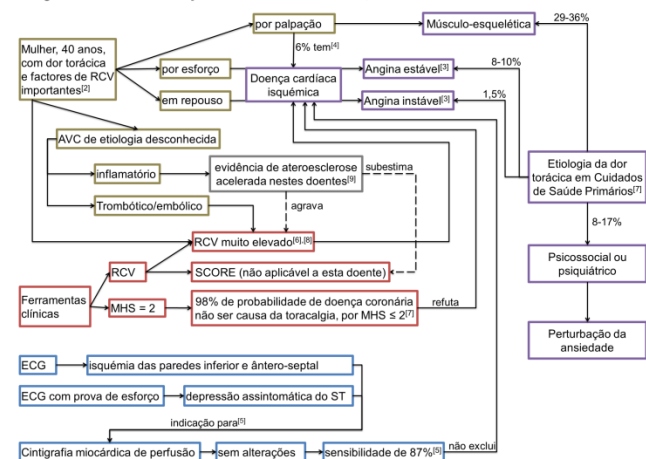 por palpação
Músculo-esquelética
29-36%
Mulher, 40 anos,
com dor torácica
e factores de RCV
importantes[2]
6% tem[4]
por esforço
em repouso
Doença cardíaca
isquémica
Angina estável[3]
8-10%
Angina instável[3]
1,5%
AVC de etiologia desconhecida
inflamatório
evidência de ateroesclerose
acelerada nestes doentes[9]
subestima
agrava
Trombótico/embólico
Etiologia da dor
torácica em Cuidados
de Saúde Primários[7]
8-17%
RCV muito elevado[6],[8]
RCV
SCORE (não aplicável a esta doente)
Psicossocial ou
psiquiátrico
Ferramentas
clínicas
MHS = 2
98% de probabilidade de doença coronária
não ser causa da toracalgia, por MHS ≤ 2[7]
refuta
Perturbação da
ansiedade
ECG
isquémia das paredes inferior e ântero-septal
ECG com prova de esforço
depressão assintomática do ST
indicação para[5]
Cintigrafia miocárdica de perfusão
sem alterações
sensibilidade de 87%[5]
não exclui